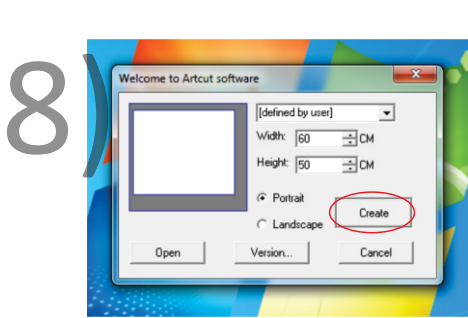 8)
Welcome to Artcut software
[defined by user]
Width: 60 CM
Height: 50 CM
Portrait
Landscape
Create
Open Version... Cancel